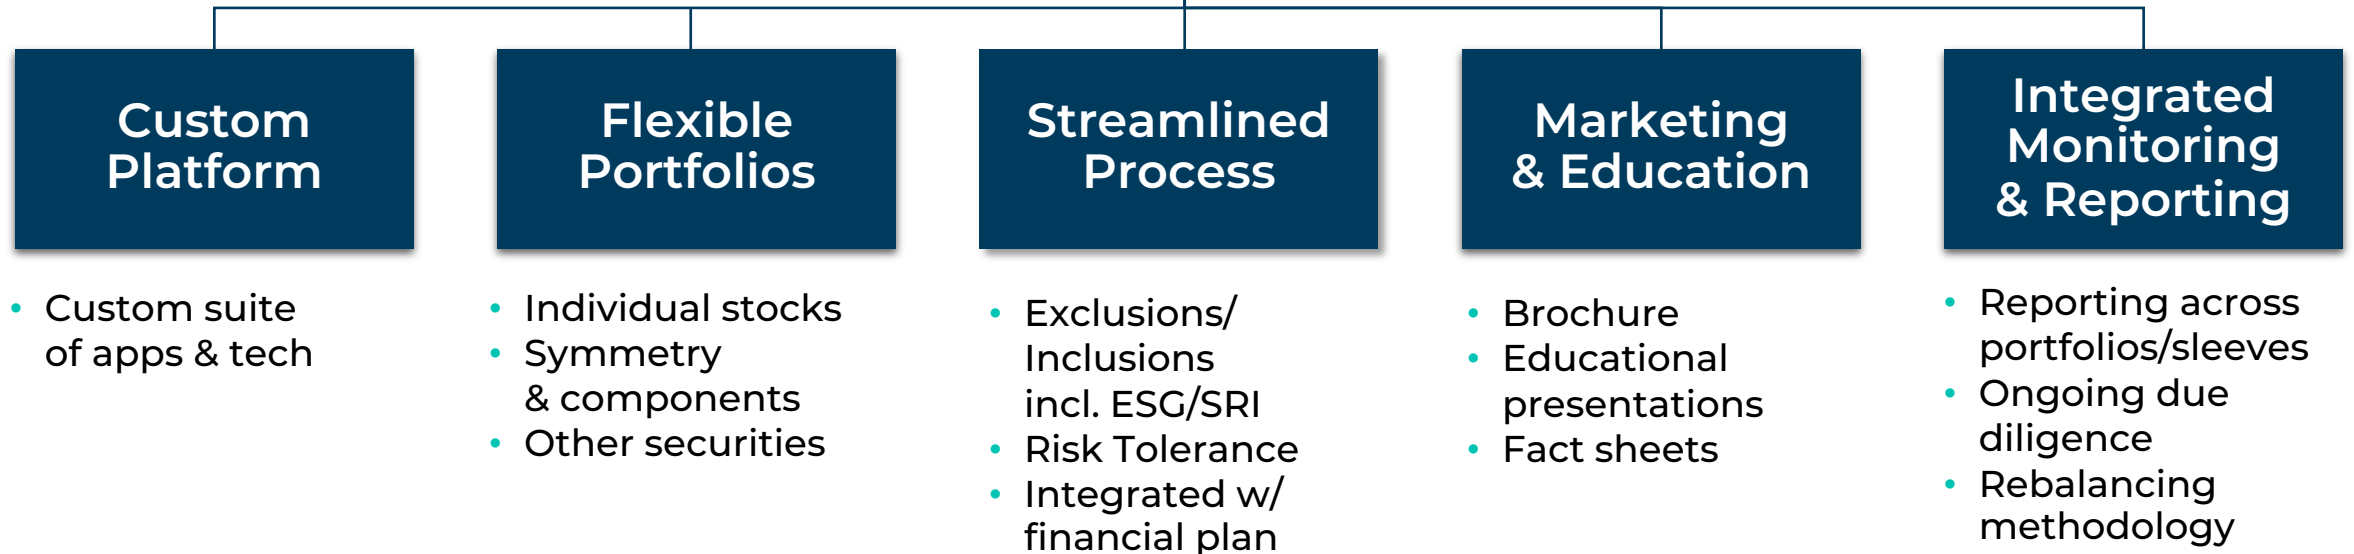 Custom
Platform
• Custom suite
of apps & tech
Flexible
Portfolios
• Individual stocks
• Symmetry
& components
• Other securities
Streamlined
Process
• Exclusions/
Inclusions
incl. ESG/SRI
• Risk Tolerance
• Integrated w/
financial plan
Marketing
& Education
• Brochure
• Educational
presentations
• Fact sheets
Integrated
Monitoring
& Reporting
• Reporting across
portfolios/sleeves
• Ongoing due
diligence
• Rebalancing
methodology